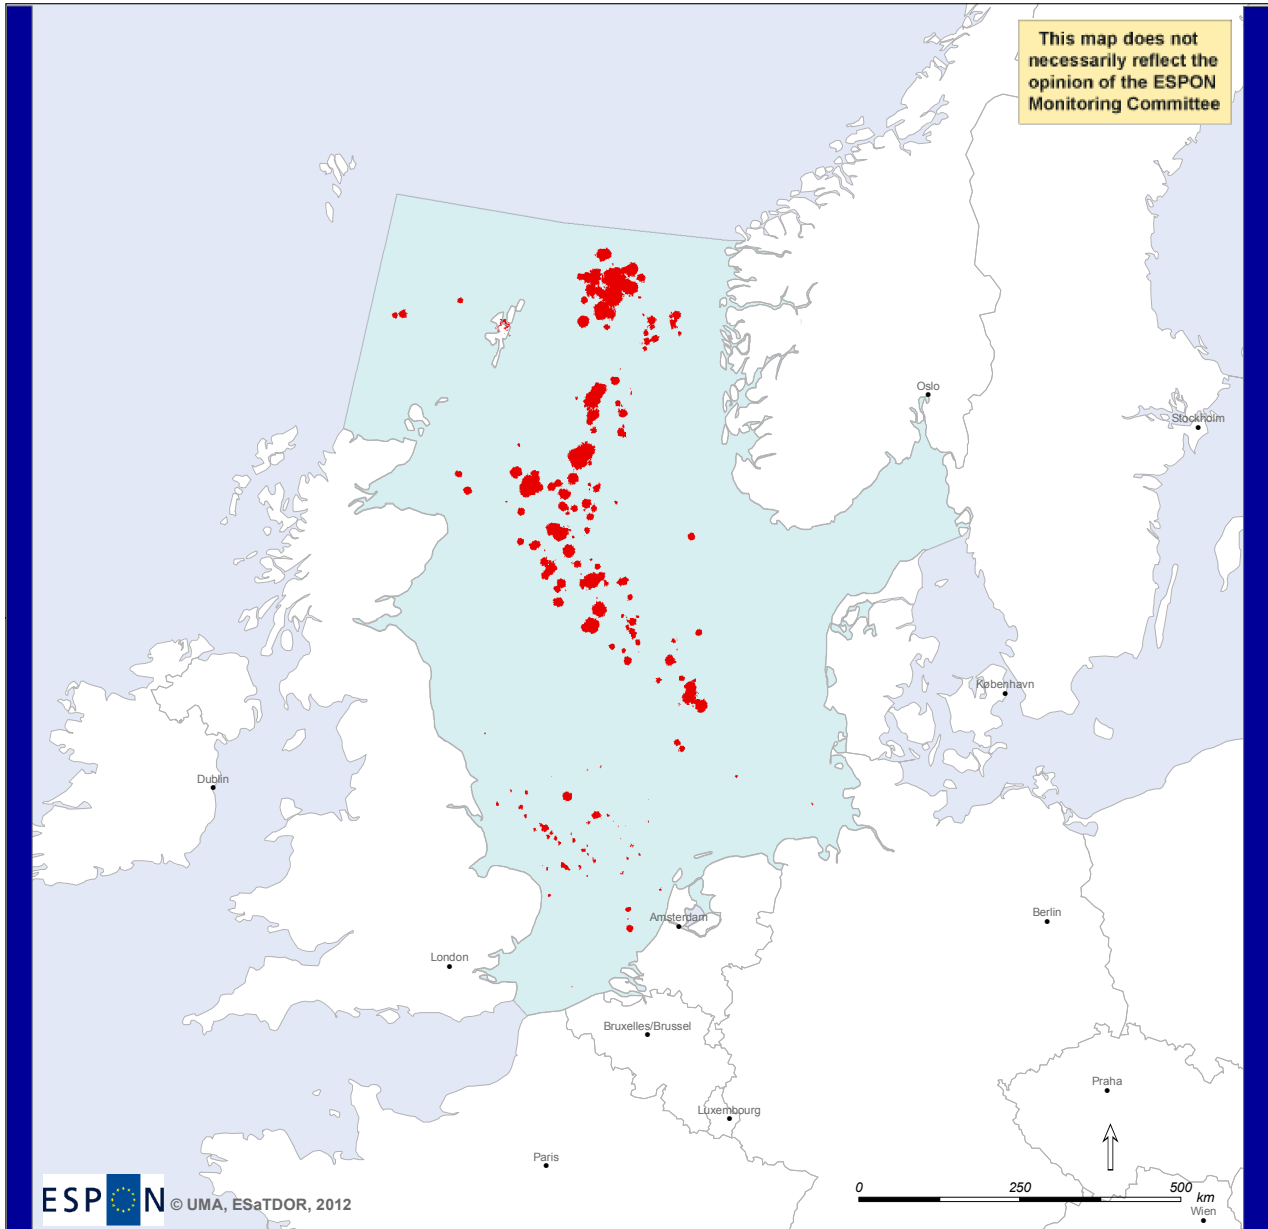 This map does not
necessarily reflect the
opinion of the ESPON
Monitoring Committee
Oslo
Stockholm
København
Dublin
Berlin
Amsterdam
London
Bruxelles/Brussel
Praha
Luxembourg
Paris
0 250 500 km
Wien
ESPON © UMA, ESaTDOR, 2012